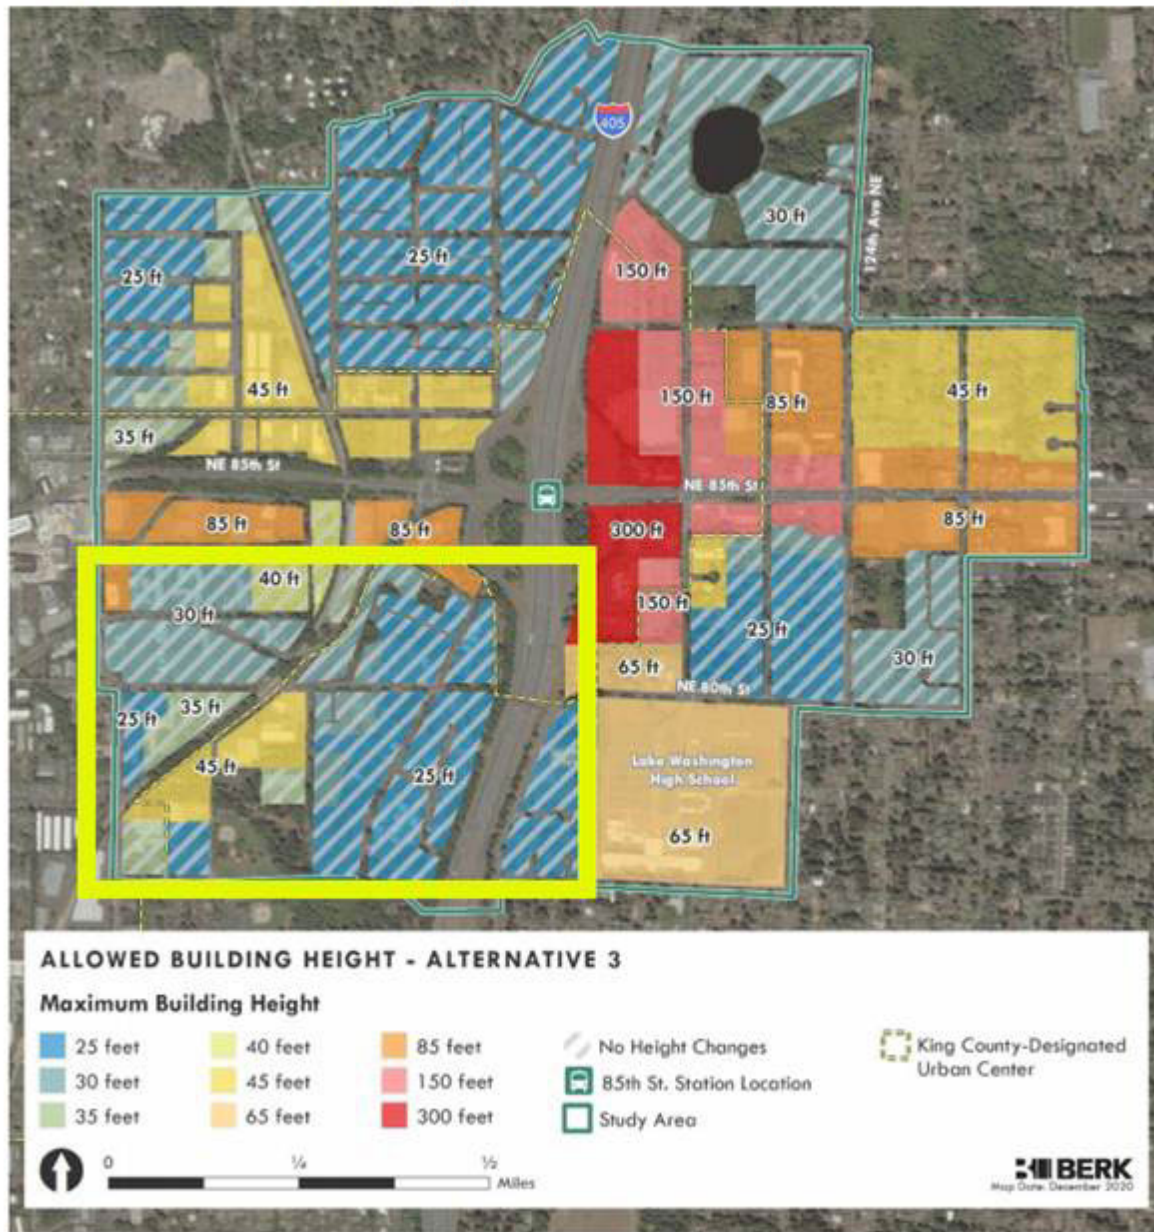 405
124th Ave NE
30 ft
25 ft
25 ft
150 ft
45 ft
150 ft
85 ft
45 ft
35 ft
NE 85th St
NE 85th St
85 ft
85 ft
300 ft
85 ft
40 ft
30 ft
150 ft
25 ft
65 ft
30 ft
NE 80th St
25 ft
35 ft
45 ft
25 ft
Lake Washington
High School
65 ft
ALLOWED BUILDING HEIGHT - ALTERNATIVE 3
Maximum Building Height
25 feet
40 feet
85 feet
No Height Changes
King County-Designated
Urban Center
30 feet
45 feet
150 feet
85th St. Station Location
35 feet
65 feet
300 feet
Study Area
0
¼
½
Miles
BERK
Map Date: December 2020